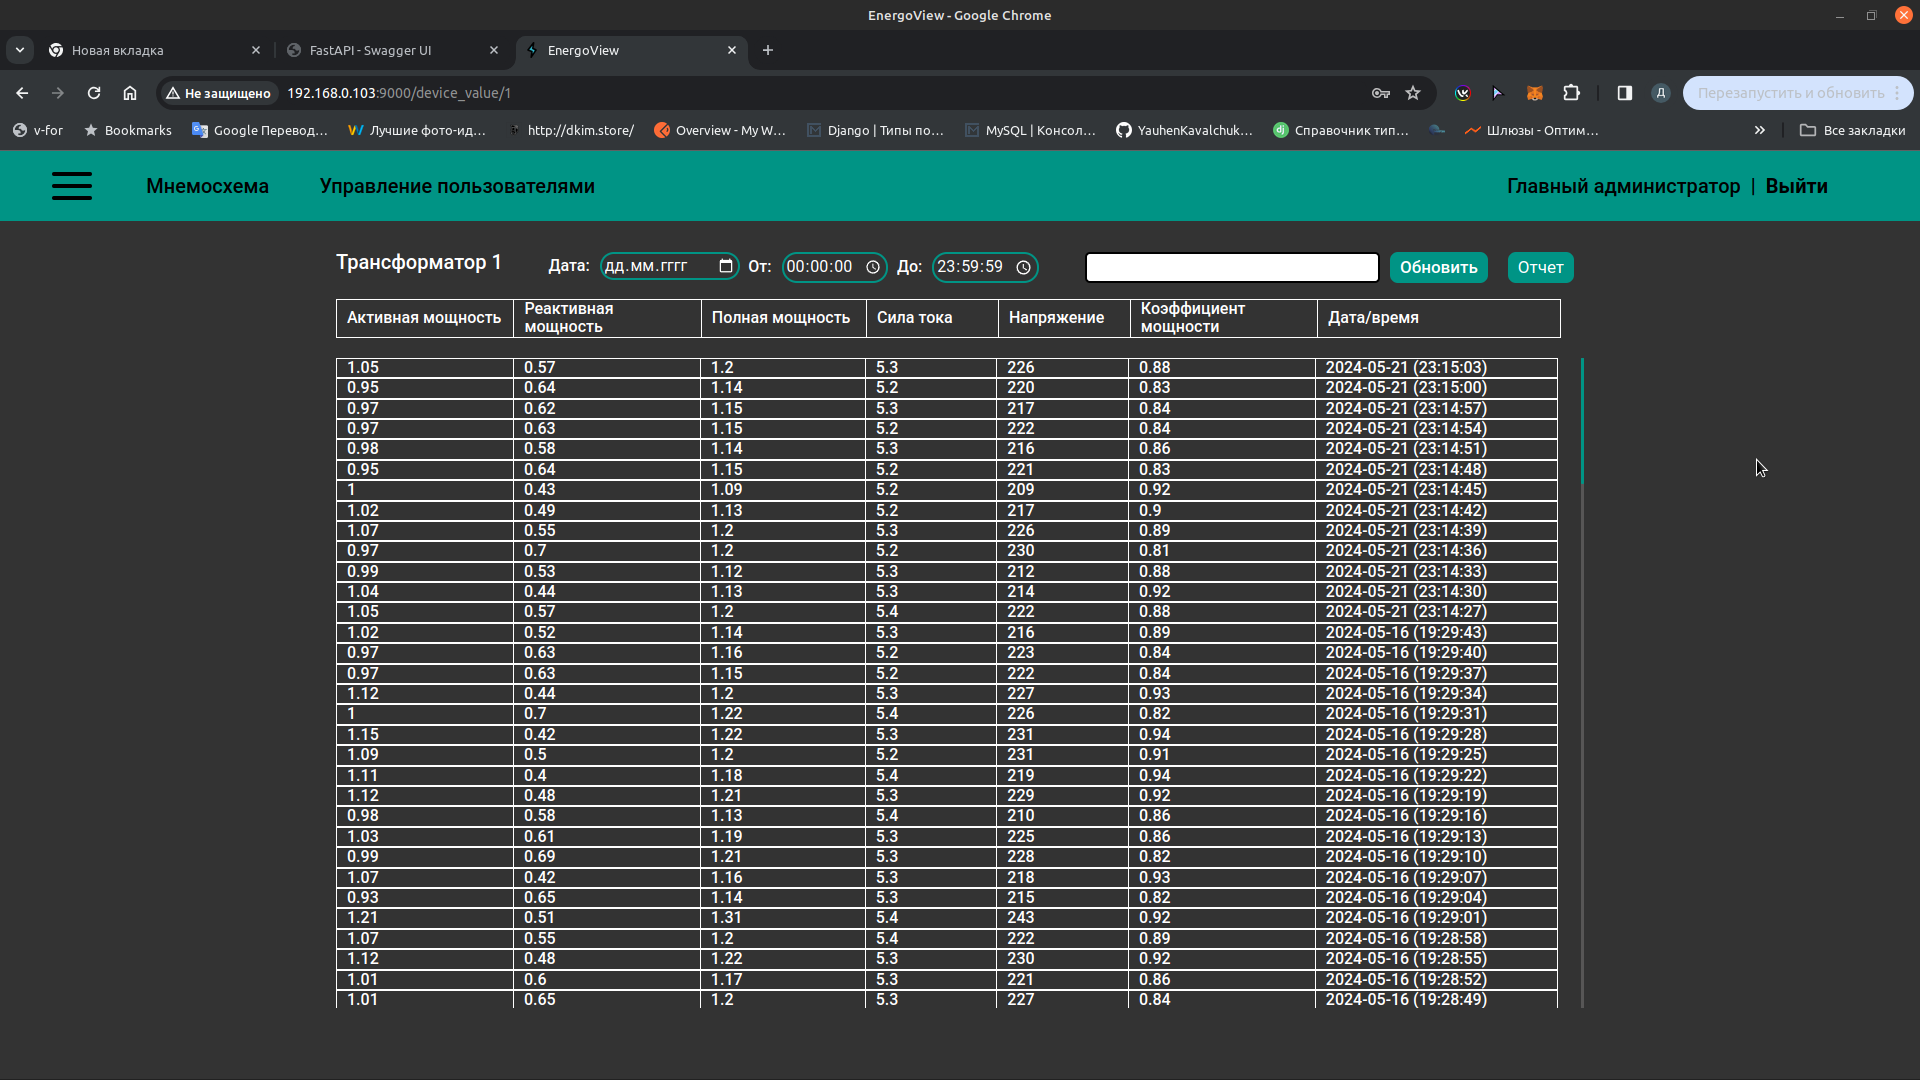 EnergoView - Google Chrome
Новая вкладка FastAPI - Swagger UI EnergoView
Не защищено 192.168.0.103:9000/device_value/1 Д Перезапустить и обновить
v-for Bookmarks Google Перевод… Лучшие фото-ид… http://dkim.store/ Overview - My W… Django | Типы по… MySQL | Консол… YauhenKavalchuk… Справочник тип… Шлюзы - Оптим… Все закладки
Мнемосхема Управление пользователями Главный администратор | Выйти
Трансформатор 1 Дата: дд.мм.гггг От: 00:00:00 До: 23:59:59 Обновить Отчет
Активная мощность Реактивная мощность Полная мощность Сила тока Напряжение Коэффициент мощности Дата/время
1.05 0.57 1.2 5.3 226 0.88 2024-05-21 (23:15:03)
0.95 0.64 1.14 5.2 220 0.83 2024-05-21 (23:15:00)
0.97 0.62 1.15 5.3 217 0.84 2024-05-21 (23:14:57)
0.97 0.63 1.15 5.2 222 0.84 2024-05-21 (23:14:54)
0.98 0.58 1.14 5.3 216 0.86 2024-05-21 (23:14:51)
0.95 0.64 1.15 5.2 221 0.83 2024-05-21 (23:14:48)
1 0.43 1.09 5.2 209 0.92 2024-05-21 (23:14:45)
1.02 0.49 1.13 5.2 217 0.9 2024-05-21 (23:14:42)
1.07 0.55 1.2 5.3 226 0.89 2024-05-21 (23:14:39)
0.97 0.7 1.2 5.2 230 0.81 2024-05-21 (23:14:36)
0.99 0.53 1.12 5.3 212 0.88 2024-05-21 (23:14:33)
1.04 0.44 1.13 5.3 214 0.92 2024-05-21 (23:14:30)
1.05 0.57 1.2 5.4 222 0.88 2024-05-21 (23:14:27)
1.02 0.52 1.14 5.3 216 0.89 2024-05-16 (19:29:43)
0.97 0.63 1.16 5.2 223 0.84 2024-05-16 (19:29:40)
0.97 0.63 1.15 5.2 222 0.84 2024-05-16 (19:29:37)
1.12 0.44 1.2 5.3 227 0.93 2024-05-16 (19:29:34)
1 0.7 1.22 5.4 226 0.82 2024-05-16 (19:29:31)
1.15 0.42 1.22 5.3 231 0.94 2024-05-16 (19:29:28)
1.09 0.5 1.2 5.2 231 0.91 2024-05-16 (19:29:25)
1.11 0.4 1.18 5.4 219 0.94 2024-05-16 (19:29:22)
1.12 0.48 1.21 5.3 229 0.92 2024-05-16 (19:29:19)
0.98 0.58 1.13 5.4 210 0.86 2024-05-16 (19:29:16)
1.03 0.61 1.19 5.3 225 0.86 2024-05-16 (19:29:13)
0.99 0.69 1.21 5.3 228 0.82 2024-05-16 (19:29:10)
1.07 0.42 1.16 5.3 218 0.93 2024-05-16 (19:29:07)
0.93 0.65 1.14 5.3 215 0.82 2024-05-16 (19:29:04)
1.21 0.51 1.31 5.4 243 0.92 2024-05-16 (19:29:01)
1.07 0.55 1.2 5.4 222 0.89 2024-05-16 (19:28:58)
1.12 0.48 1.22 5.3 230 0.92 2024-05-16 (19:28:55)
1.01 0.6 1.17 5.3 221 0.86 2024-05-16 (19:28:52)
1.01 0.65 1.2 5.3 227 0.84 2024-05-16 (19:28:49)